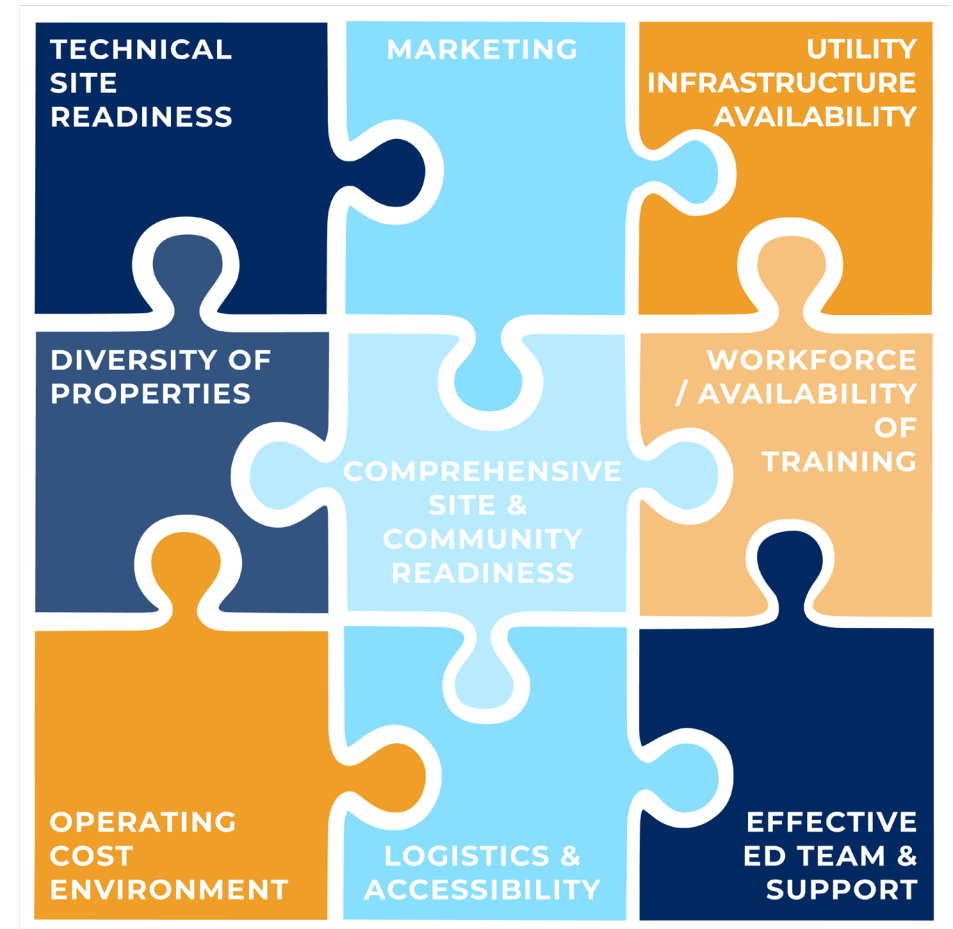 TECHNICAL
SITE
READINESS
MARKETING
UTILITY
INFRASTRUCTURE
AVAILABILITY
DIVERSITY OF
PROPERTIES
COMPREHENSIVE
SITE &
COMMUNITY
READINESS
WORKFORCE
/ AVAILABILITY
OF
TRAINING
OPERATING
COST
ENVIRONMENT
LOGISTICS &
ACCESSIBILITY
EFFECTIVE
ED TEAM &
SUPPORT